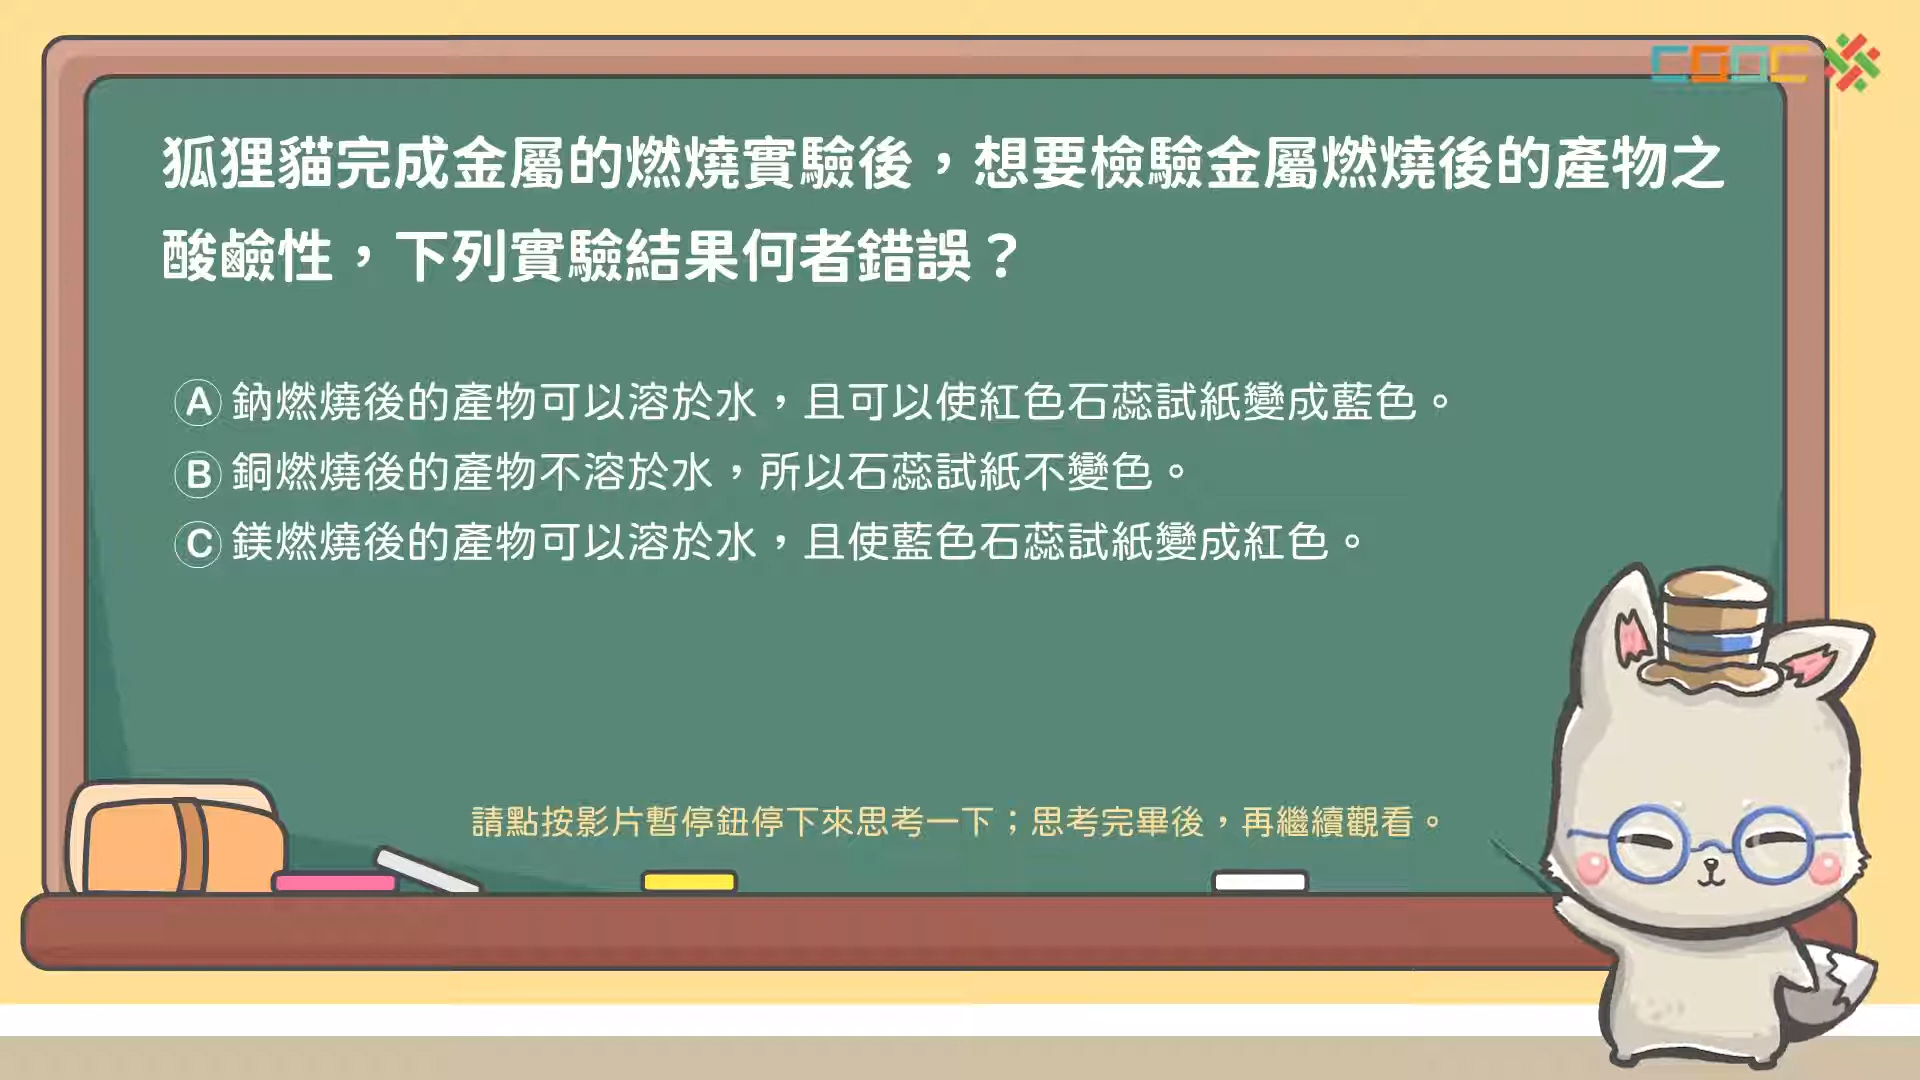 COOC
狐狸貓完成金屬的燃燒實驗後，想要檢驗金屬燃燒後的產物之
酸鹼性，下列實驗結果何者錯誤？
Ⓐ 鈉燃燒後的產物可以溶於水，且可以使紅色石蕊試紙變成藍色。
Ⓑ 銅燃燒後的產物不溶於水，所以石蕊試紙不變色。
Ⓒ 鎂燃燒後的產物可以溶於水，且使藍色石蕊試紙變成紅色。
請點按影片暫停鈕停下來思考一下；思考完畢後，再繼續觀看。